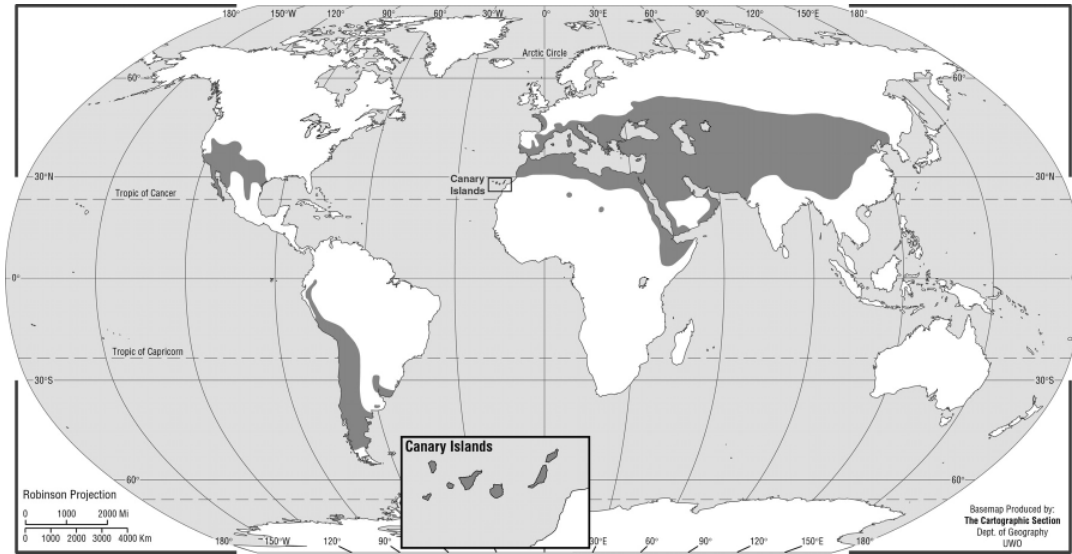 180° 150°W 120° 90° 60° 30°W 0° 30°E 60° 90° 120° 150°E 180°
Arctic Circle
60° 60°
30°N 30°N
Canary
Islands
Tropic of Cancer
0° 0°
Tropic of Capricorn
30°S 30°S
Canary Islands
60° 60°
Robinson Projection
0 1000 2000 Mi
0 1000 2000 3000 4000 Km
Basemap Produced by:
The Cartographic Section
Dept. of Geography
UWO
180° 150°W 120° 90° 30°E 60° 90° 120° 150°E 180°